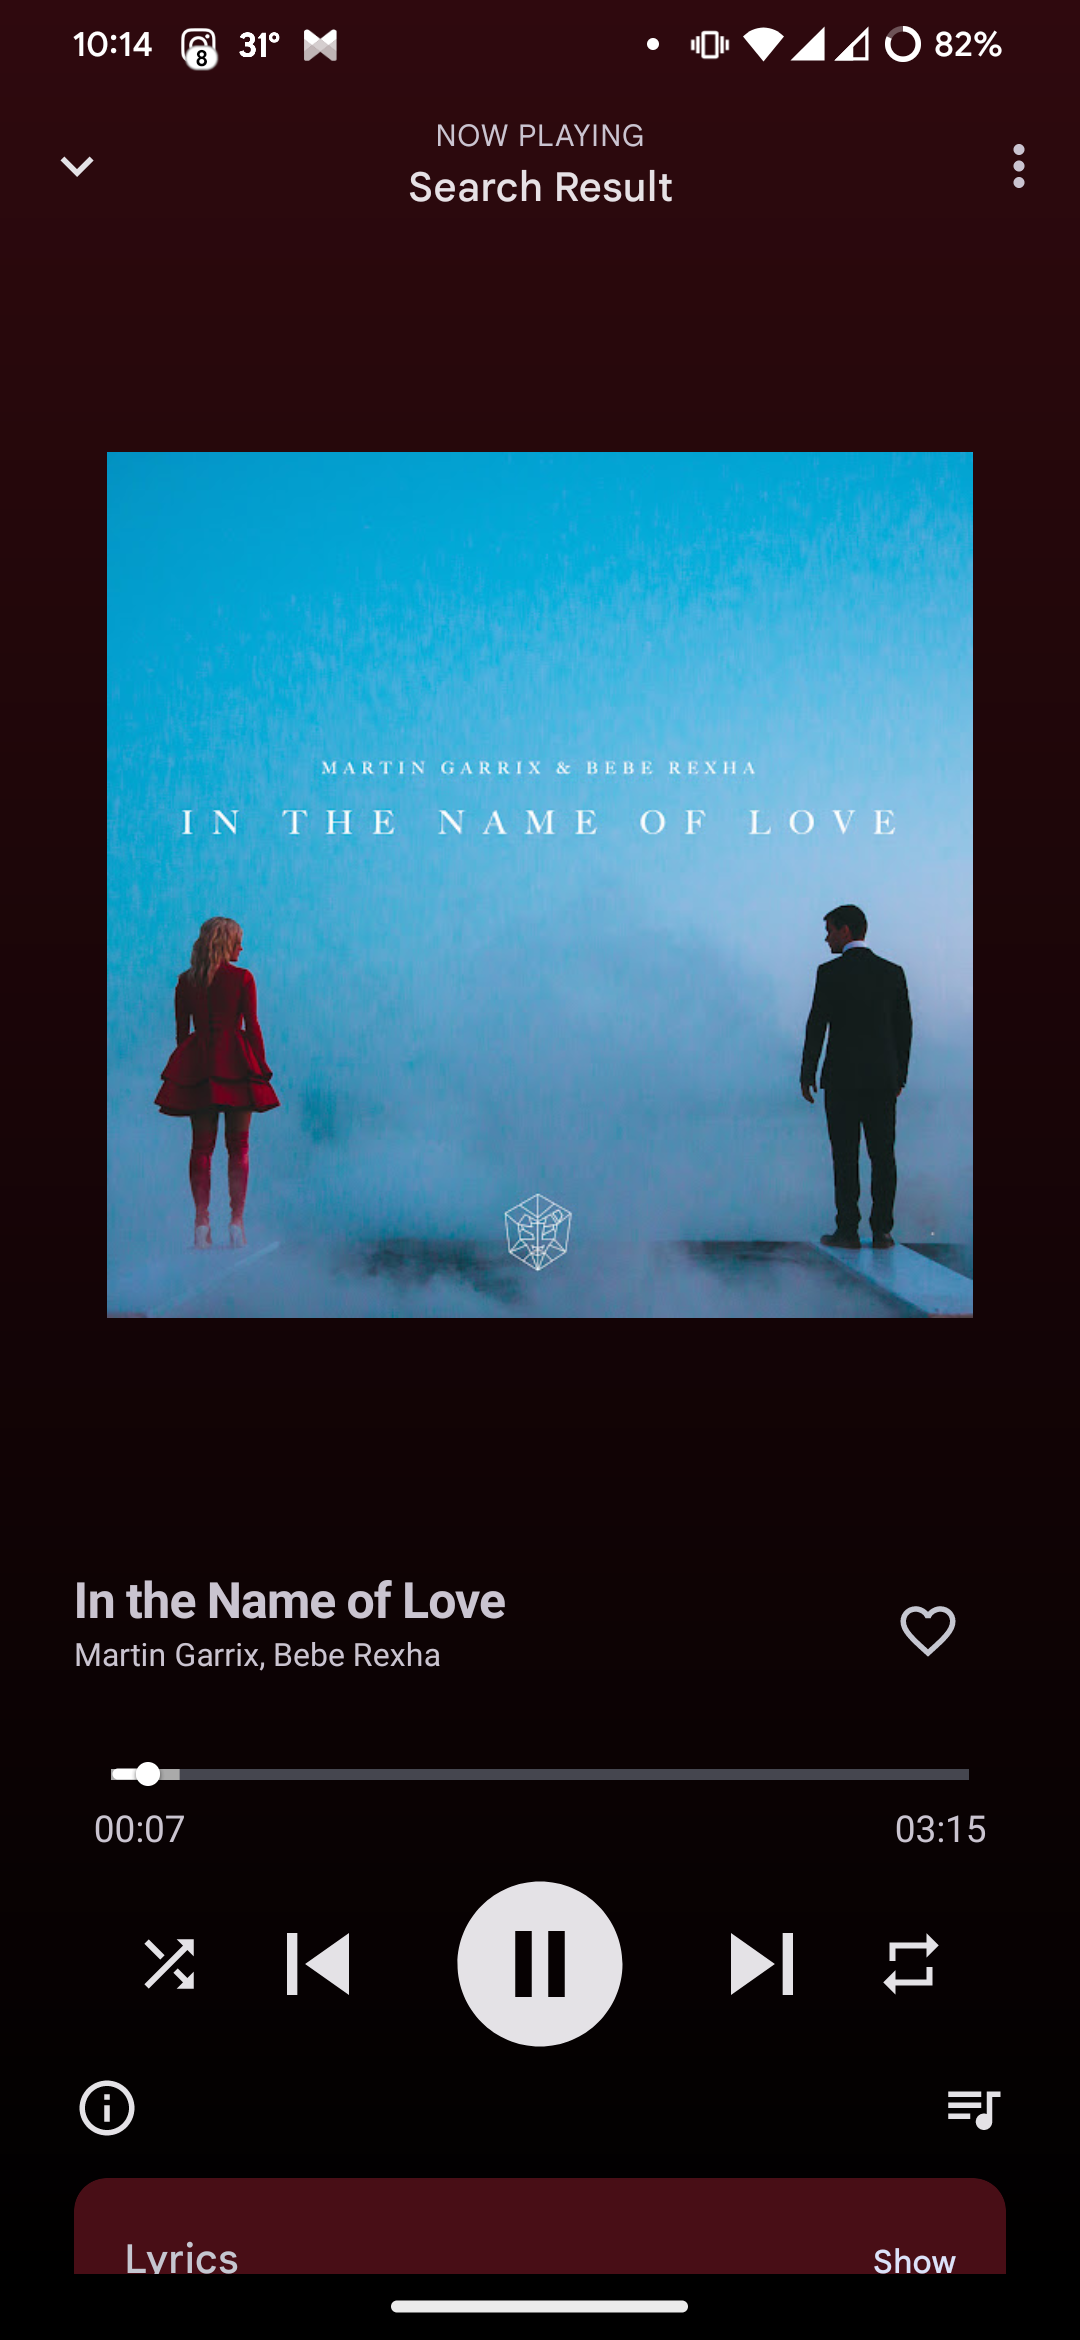 10:14 8 31° 82%
NOW PLAYING
Search Result
MARTIN GARRIX & BEBE REXHA
IN THE NAME OF LOVE
In the Name of Love
Martin Garrix, Bebe Rexha
00:07 03:15
Lyrics Show